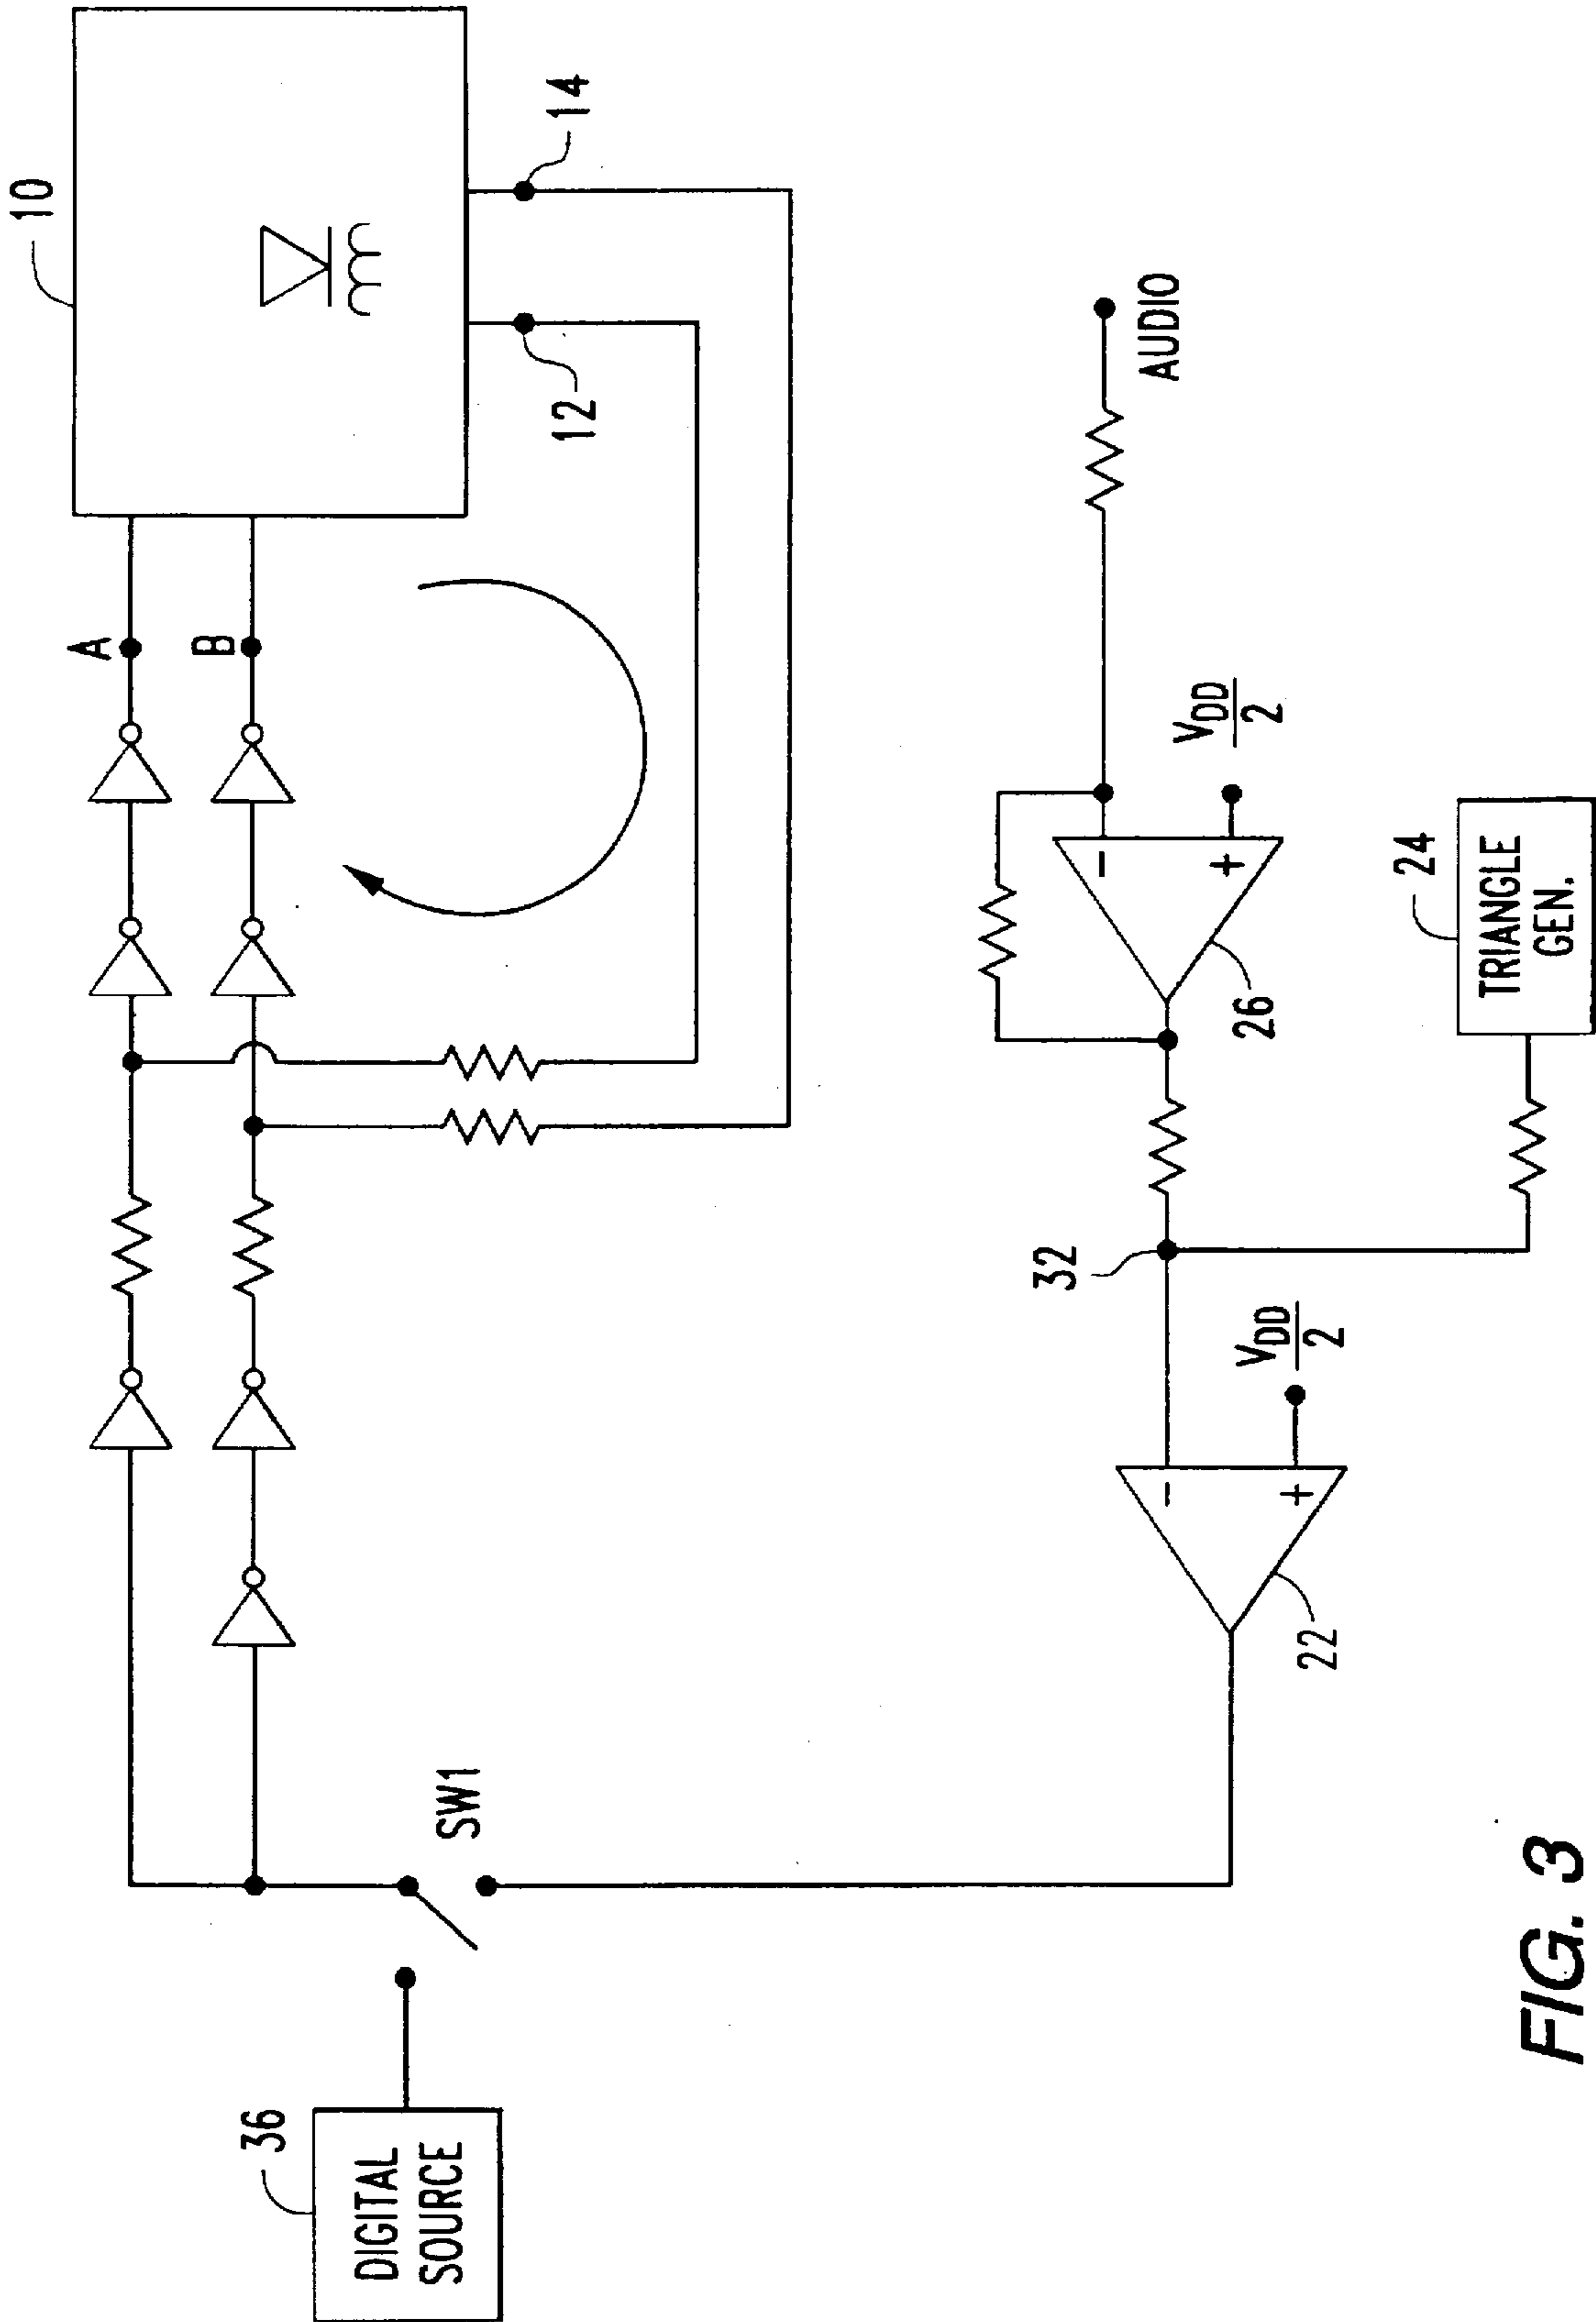 10
A
B
12
14
36
DIGITAL
SOURCE
SW1
AUDIO
VDD
2
-
+
26
32
VDD
2
-
+
22
24
TRIANGLE
GEN.
FIG. 3